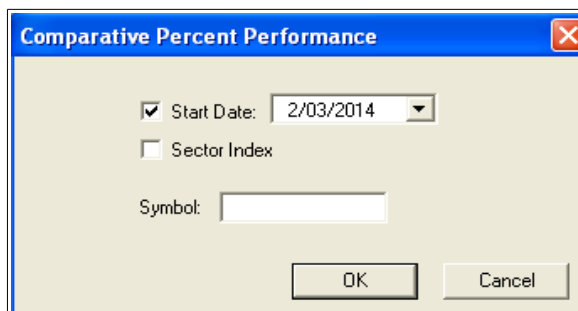 Comparative Percent Performance
Start Date: 2/03/2014
Sector Index
Symbol:
OK Cancel